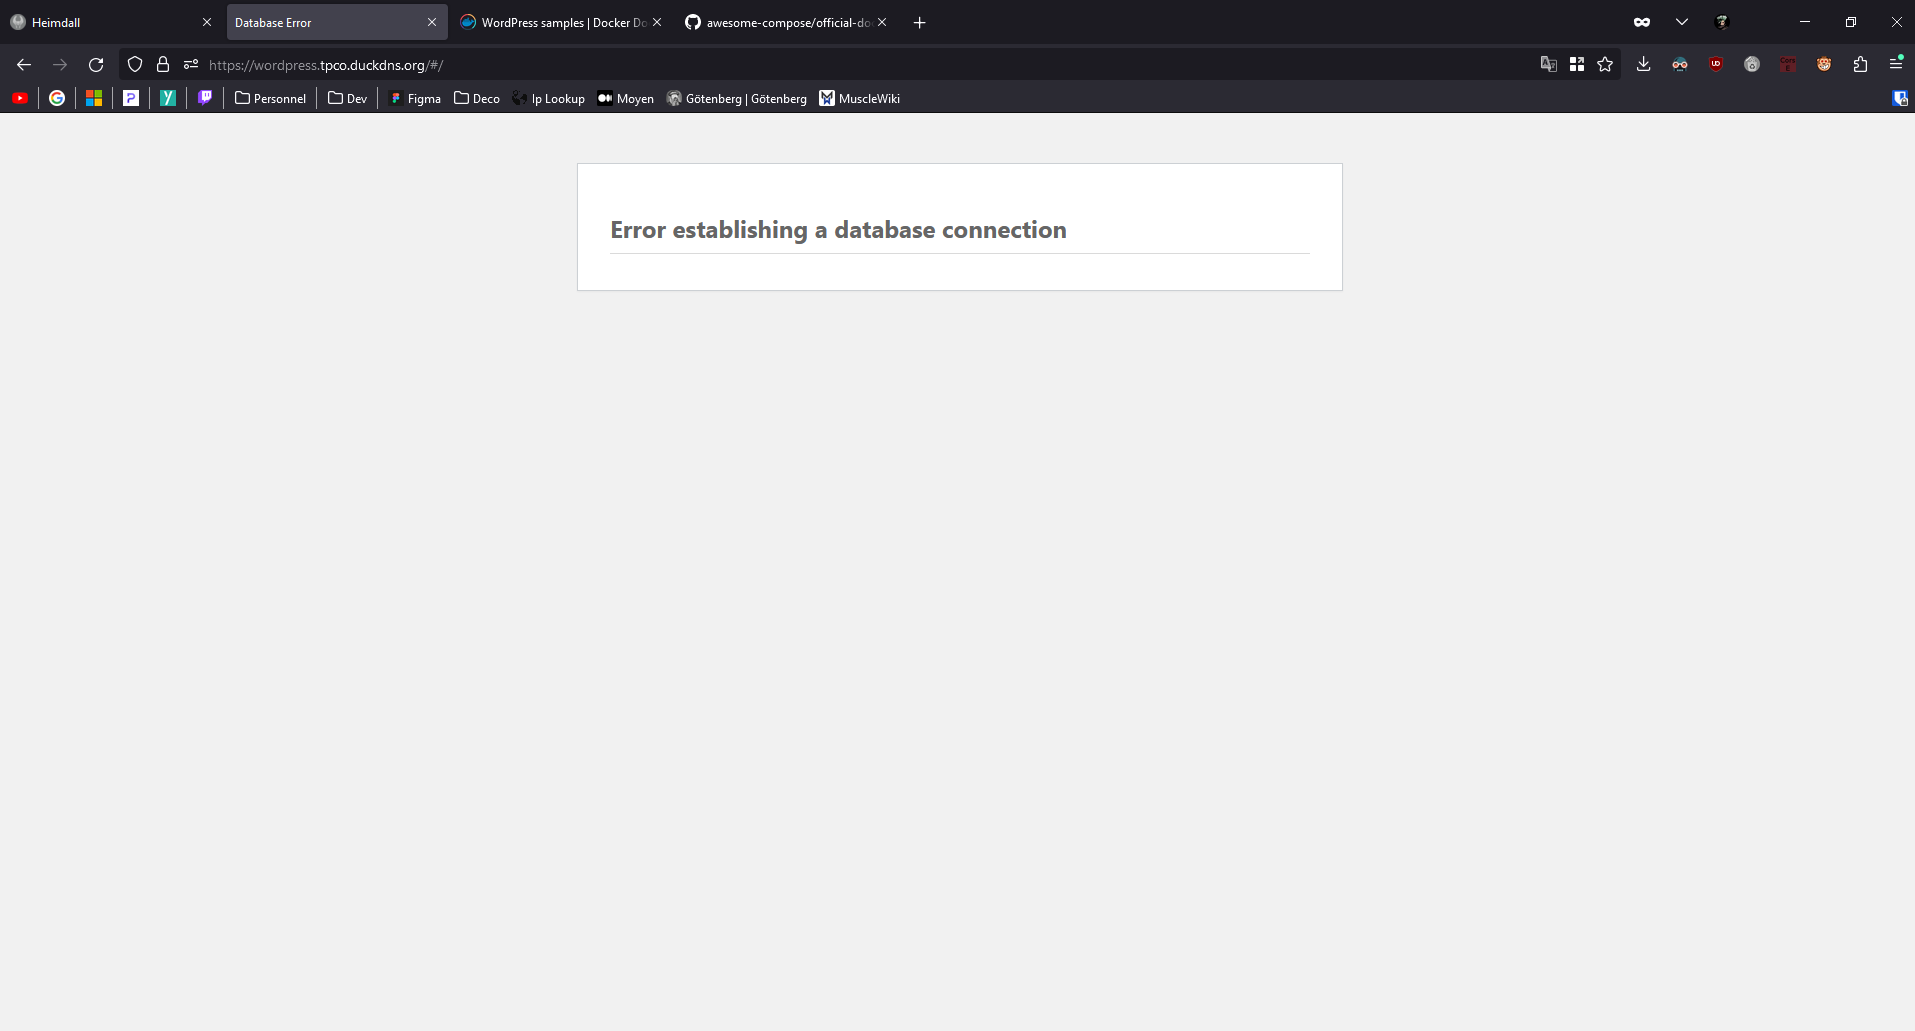 Heimdall
Database Error
WordPress samples | Docker Do
awesome-compose/official-do
https://wordpress.tpco.duckdns.org/#/
Personnel
Dev
Figma
Deco
Ip Lookup
Moyen
Götenberg | Götenberg
MuscleWiki
Error establishing a database connection